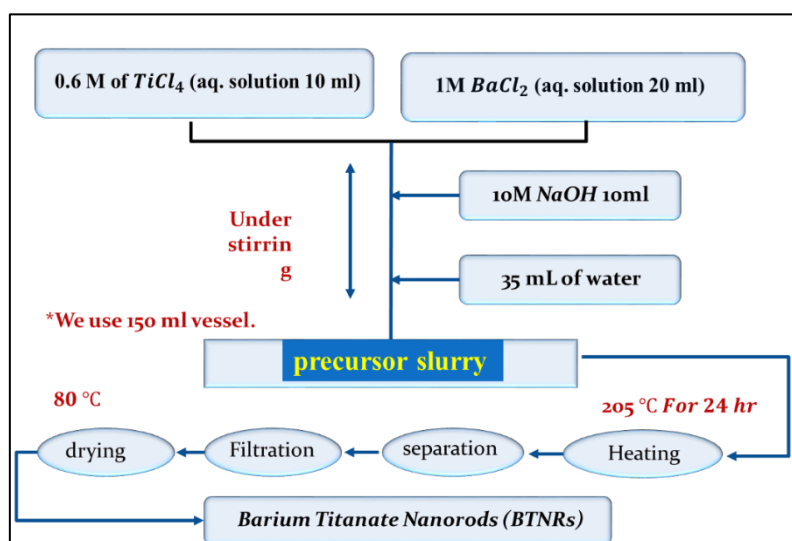 0.6 M of TiCl₄ (aq. solution 10 ml)
1M BaCl₂ (aq. solution 20 ml)
10M NaOH 10ml
Under
stirrin
g
35 mL of water
*We use 150 ml vessel.
precursor slurry
80 °C
205 °C For 24 hr
drying
Filtration
separation
Heating
Barium Titanate Nanorods (BTNRs)